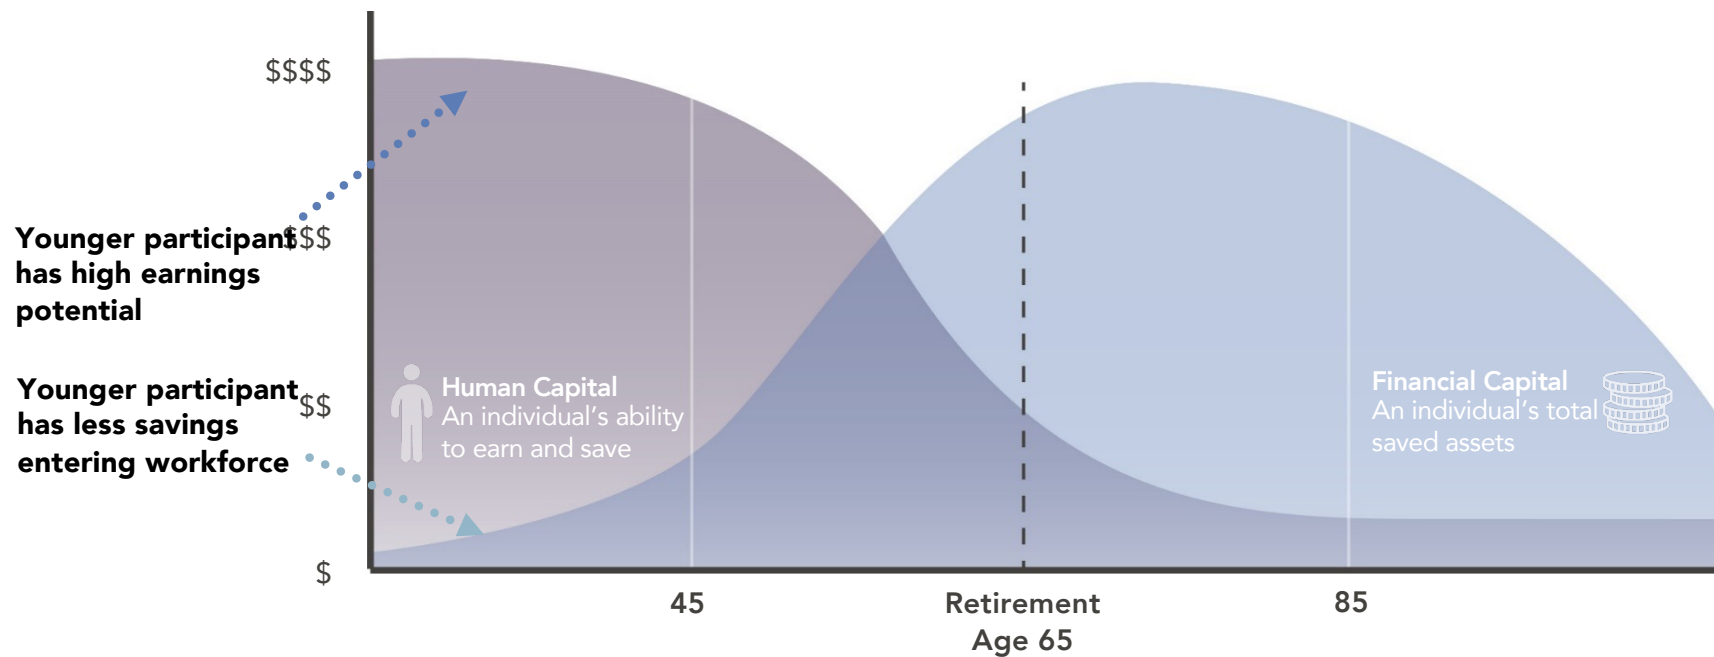 $$$$
Younger participant
has high earnings
potential
$$$
Younger participant
has less savings
entering workforce
$$
$
Human Capital
An individual’s ability
to earn and save
Financial Capital
An individual’s total
saved assets
45
Retirement
Age 65
85